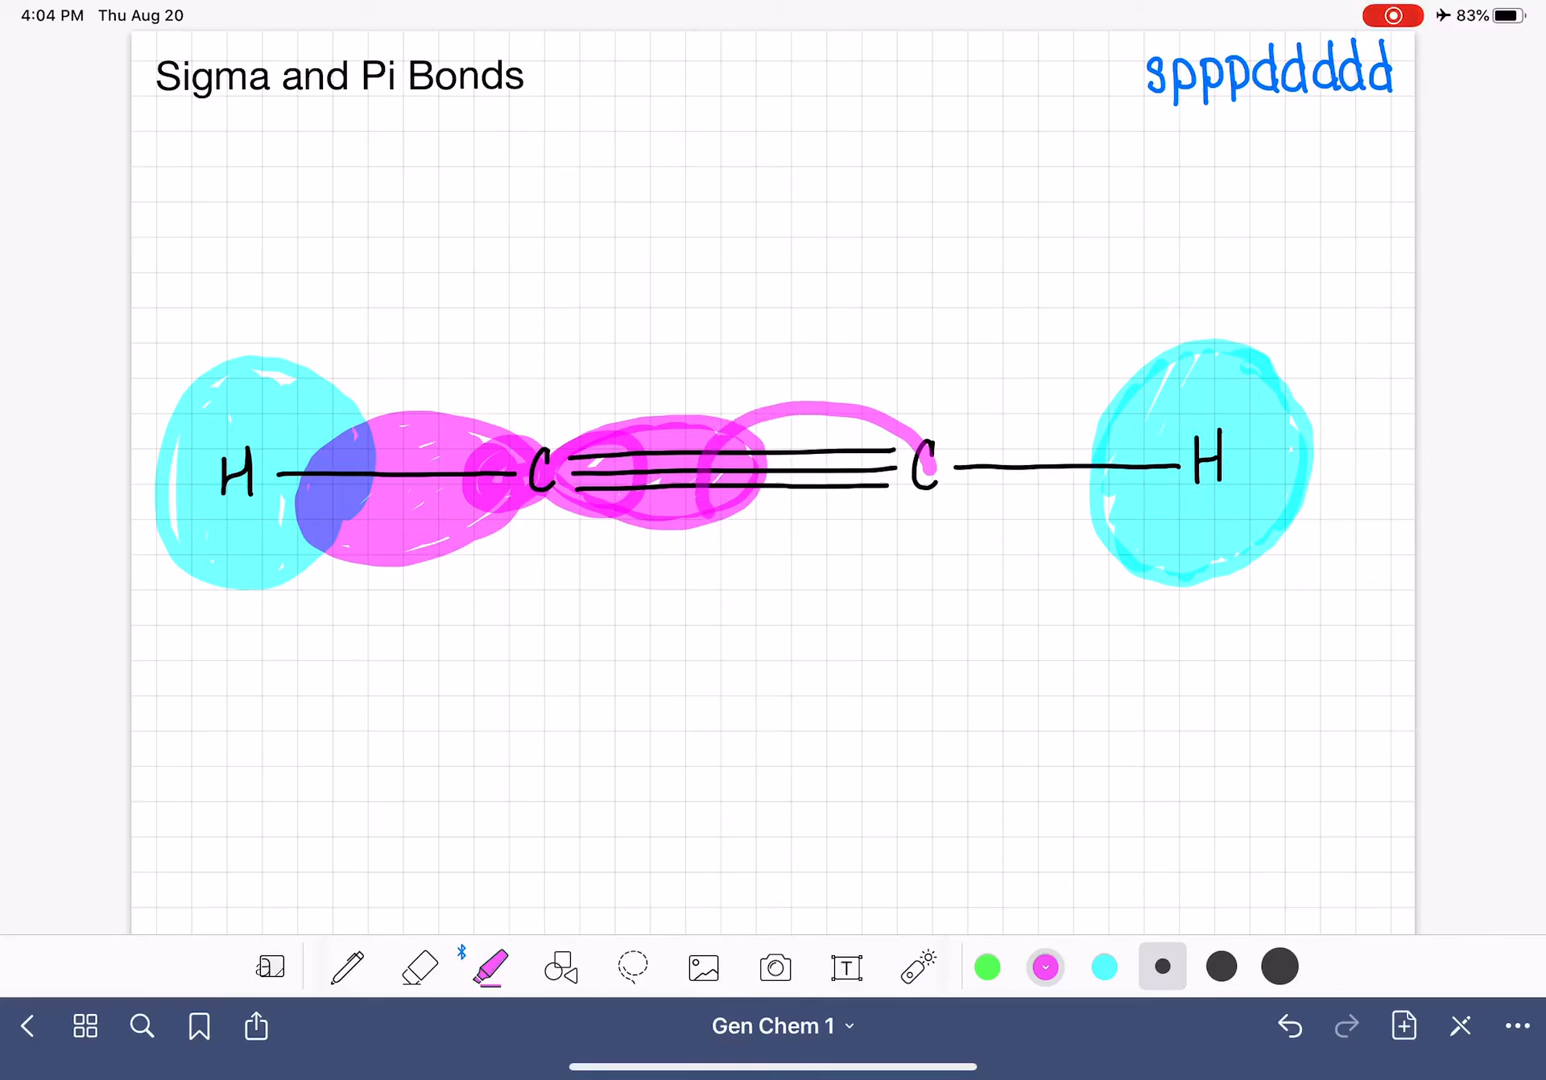 4:04 PM Thu Aug 20
83%
Sigma and Pi Bonds
spppddddd
H C C H
T
Gen Chem 1